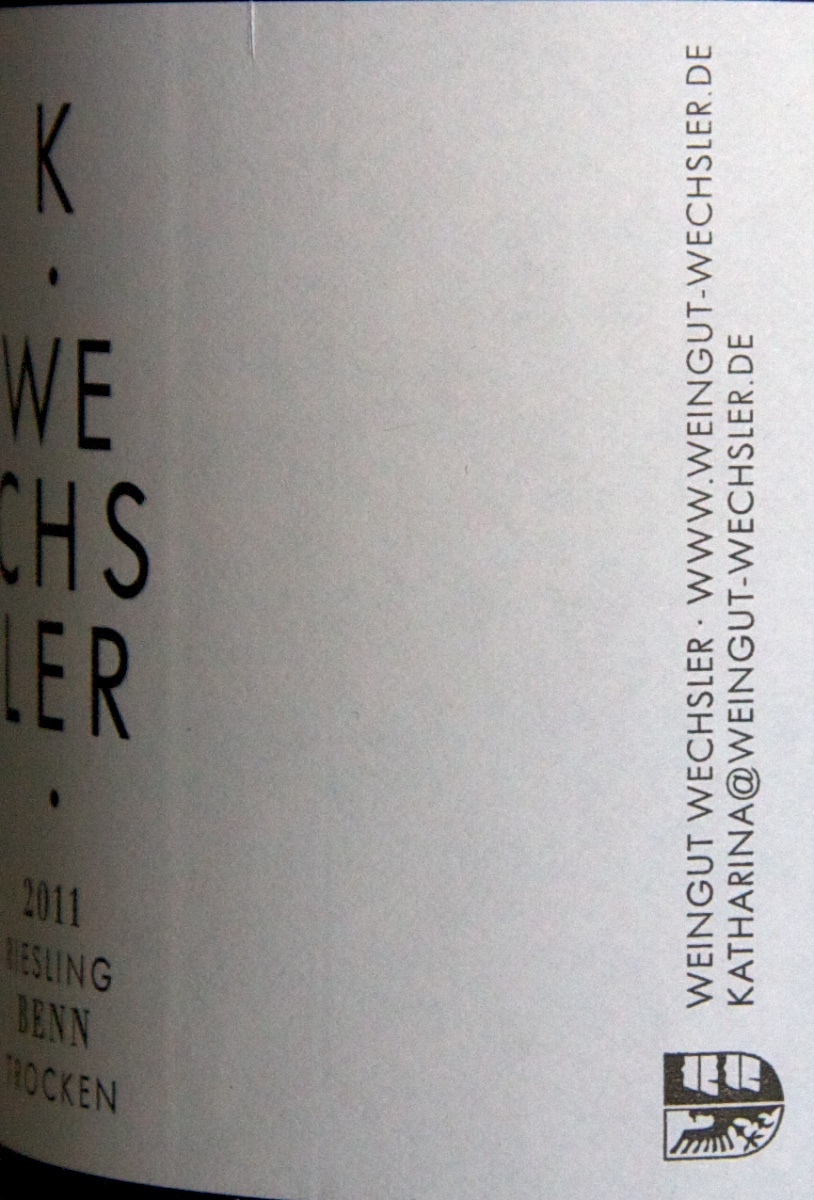 K
·
WE
CHS
LER
·
2011
RIESLING
BENN
TROCKEN
WEINGUT WECHSLER · WWW.WEINGUT-WECHSLER.DE
KATHARINA@WEINGUT-WECHSLER.DE